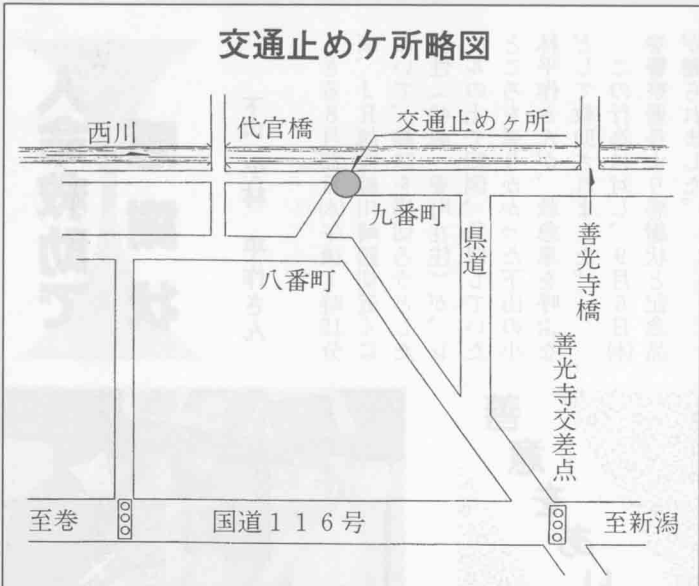 交通止めケ所略図
西川
代官橋
交通止めヶ所
九番町
県道
善光寺橋
八番町
善光寺交差点
至巻
国道116号
至新潟